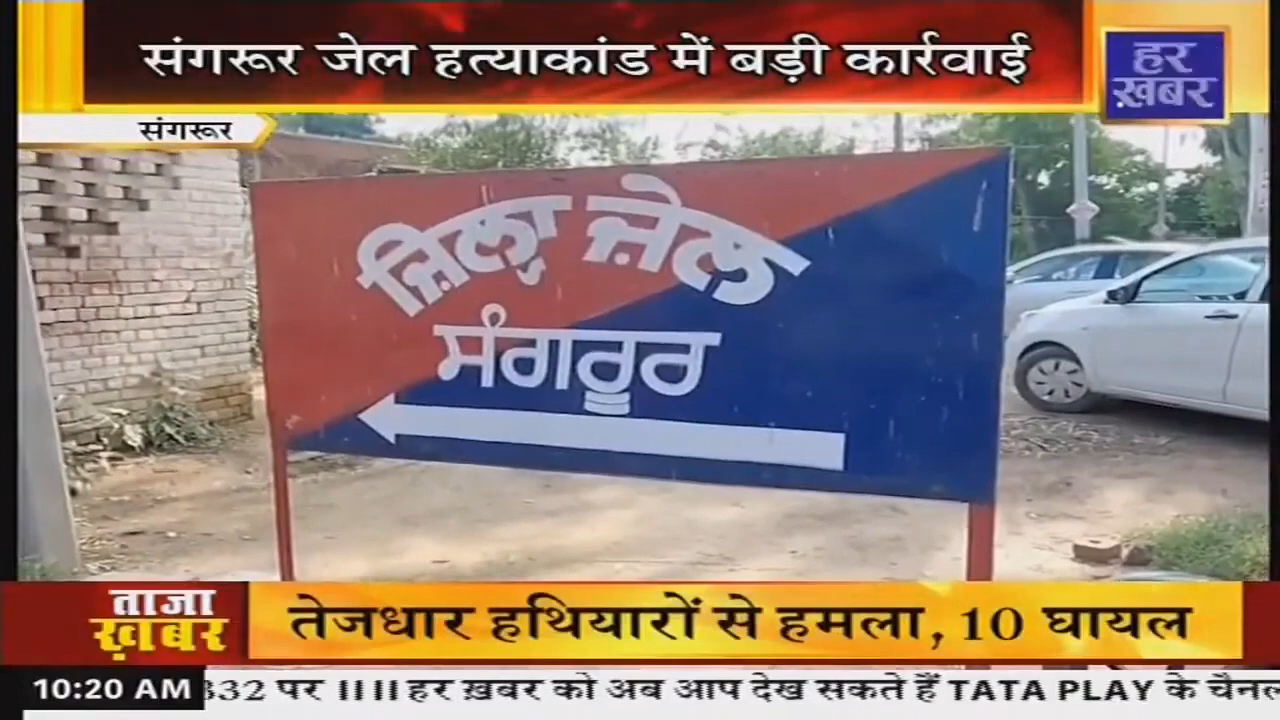 संगरूर जेल हत्याकांड में बड़ी कार्रवाई
हर
ख़बर
संगरूर
ਜ਼ਿਲ੍ਹਾ ਜ਼ੇਲ
ਸੰਗਰੂਰ
ताजा
ख़बर
तेजधार हथियारों से हमला, 10 घायल
10:20 AM
332 पर ।।।। हर ख़बर को अब आप देख सकते हैं TATA PLAY के चैनल